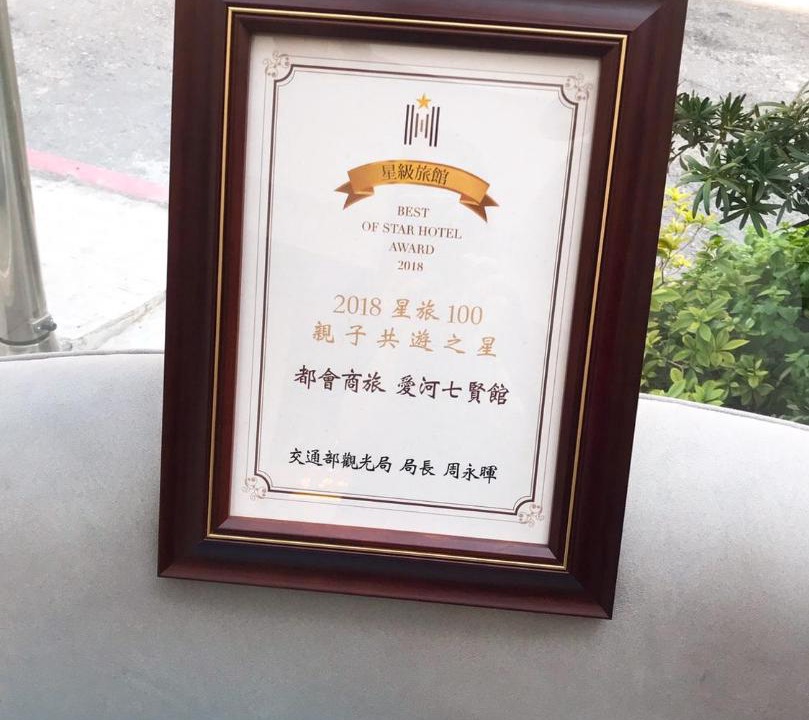 星級旅館
BEST
OF STAR HOTEL
AWARD
2018
2018 星旅 100
親子共遊之星
都會商旅 愛河七賢館
交通部觀光局 局長 周永暉